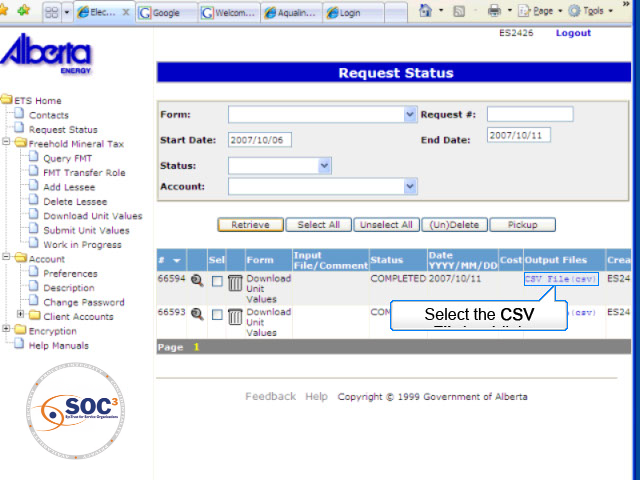 Elec...
Google
Welcom...
Aqualin...
Login
Page
Tools
»
ES2426
Logout
Alberta
ENERGY
Request Status
ETS Home
Contacts
Request Status
Freehold Mineral Tax
Query FMT
FMT Transfer Role
Add Lessee
Delete Lessee
Download Unit Values
Submit Unit Values
Work in Progress
Account
Preferences
Description
Change Password
Client Accounts
Encryption
Help Manuals
Form:
Request #:
Start Date: 2007/10/06
End Date: 2007/10/11
Status:
Account:
Retrieve
Select All
Unselect All
(Un)Delete
Pickup
# Sel Form Input File/Comment Status Date YYYY/MM/DD Cost Output Files Crea
66594 Download Unit Values COMPLETED 2007/10/11 CSV File(csv) ES24
66593 Download Unit Values COM (csv) ES24
Select the CSV
Page 1
Feedback Help Copyright © 1999 Government of Alberta
SOC3
SysTrust for Service Organizations